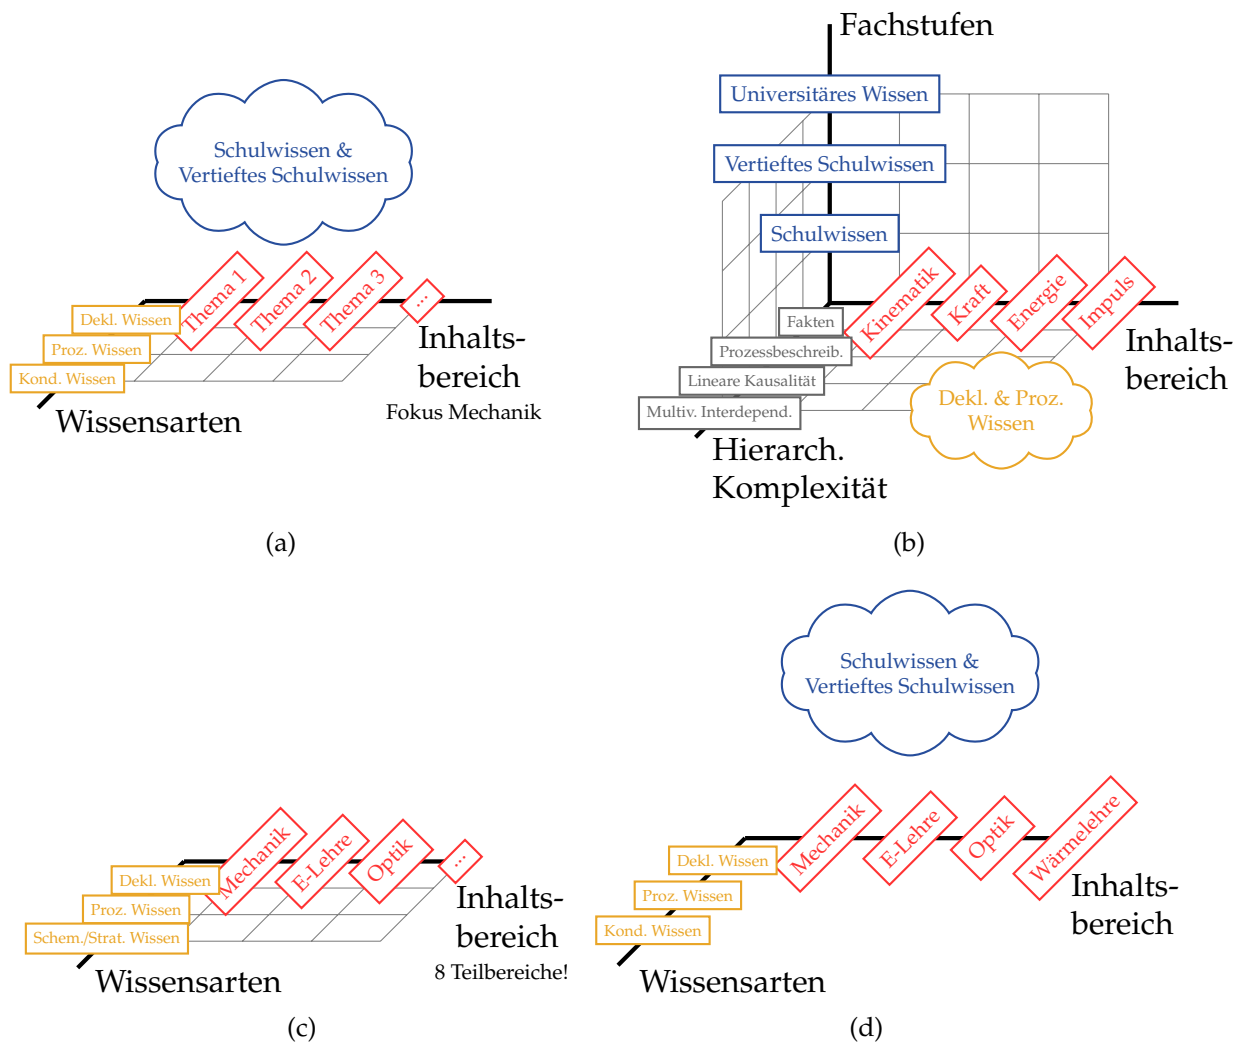 Schulwissen &
Vertieftes Schulwissen
Thema 1
Thema 2
Thema 3
...
Dekl. Wissen
Proz. Wissen
Kond. Wissen
Inhalts-
bereich
Fokus Mechanik
Wissensarten
(a)
Fachstufen
Universitäres Wissen
Vertieftes Schulwissen
Schulwissen
Kinematik
Kraft
Energie
Impuls
Fakten
Prozessbeschreib.
Lineare Kausalität
Multiv. Interdepend.
Inhalts-
bereich
Dekl. & Proz.
Wissen
Hierarch.
Komplexität
(b)
Mechanik
E-Lehre
Optik
...
Dekl. Wissen
Proz. Wissen
Schem./Strat. Wissen
Inhalts-
bereich
8 Teilbereiche!
Wissensarten
(c)
Schulwissen &
Vertieftes Schulwissen
Mechanik
E-Lehre
Optik
Wärmelehre
Dekl. Wissen
Proz. Wissen
Kond. Wissen
Inhalts-
bereich
Wissensarten
(d)